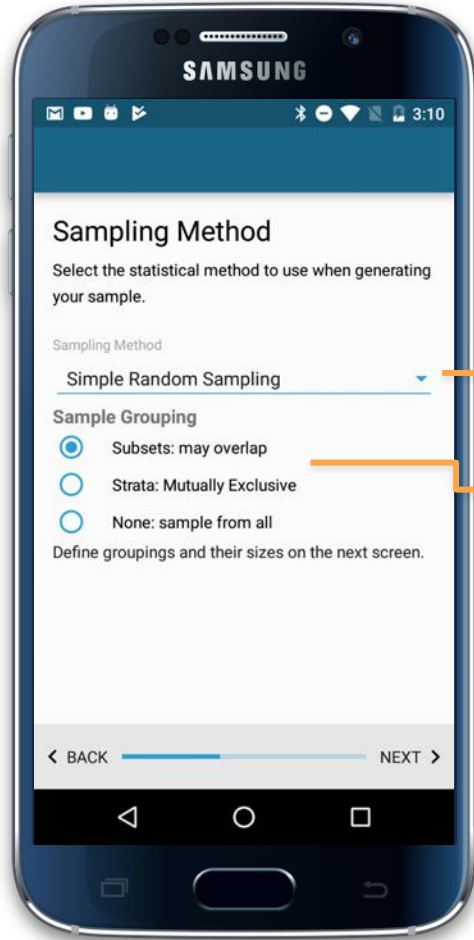 SAMSUNG
3:10
Sampling Method
Select the statistical method to use when generating
your sample.
Sampling Method
Simple Random Sampling
Sample Grouping
Subsets: may overlap
Strata: Mutually Exclusive
None: sample from all
Define groupings and their sizes on the next screen.
BACK
NEXT